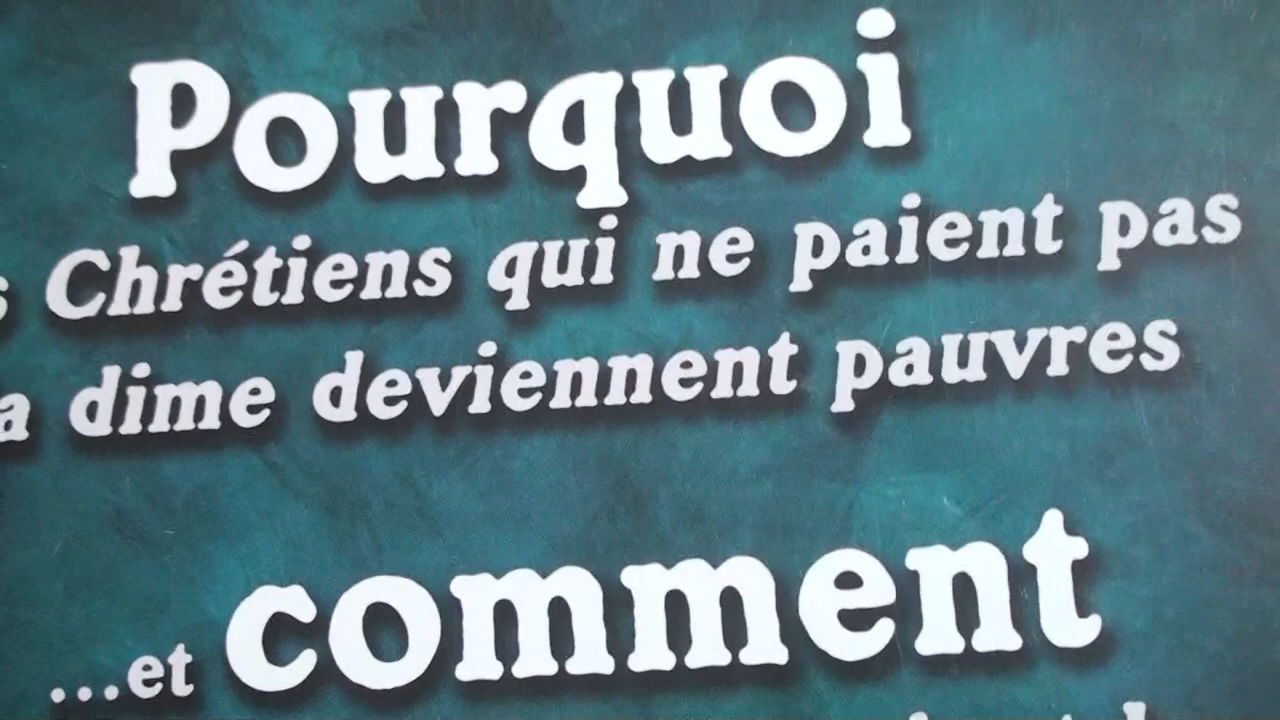 Pourquoi
s Chrétiens qui ne paient pas
a dime deviennent pauvres
...et comment